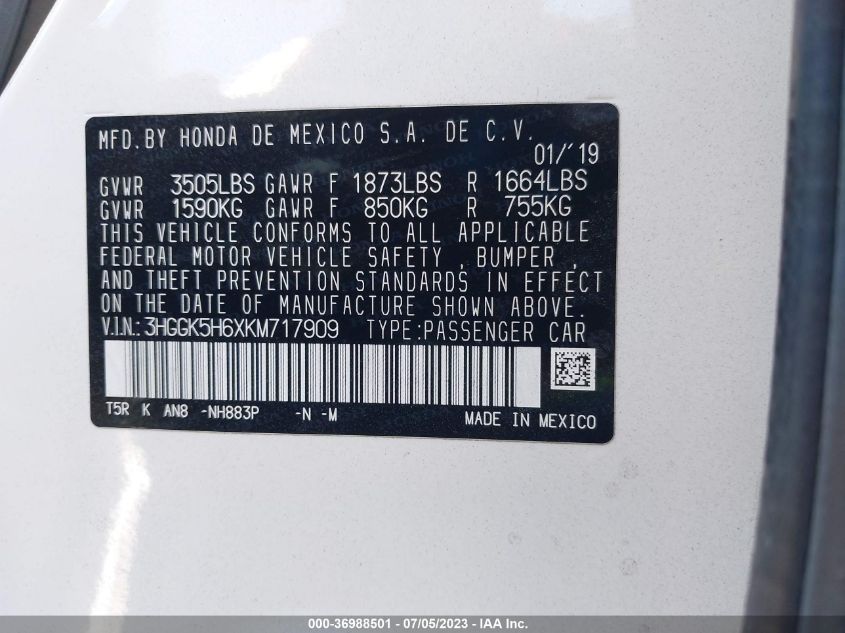 MFD.BY HONDA DE MEXICO S.A. DE C.V.
01/'19
GVWR 3505LBS GAWR F 1873LBS R 1664LBS
GVWR 1590KG GAWR F 850KG R 755KG
THIS VEHICLE CONFORMS TO ALL APPLICABLE
FEDERAL MOTOR VEHICLE SAFETY , BUMPER ,
AND THEFT PREVENTION STANDARDS IN EFFECT
ON THE DATE OF MANUFACTURE SHOWN ABOVE.
V.I.N.: 3HGGK5H6XKM717909 TYPE:PASSENGER CAR
T5R K AN8 -NH883P -N -M MADE IN MEXICO
000-36988501 - 07/05/2023 - © IAA Inc.